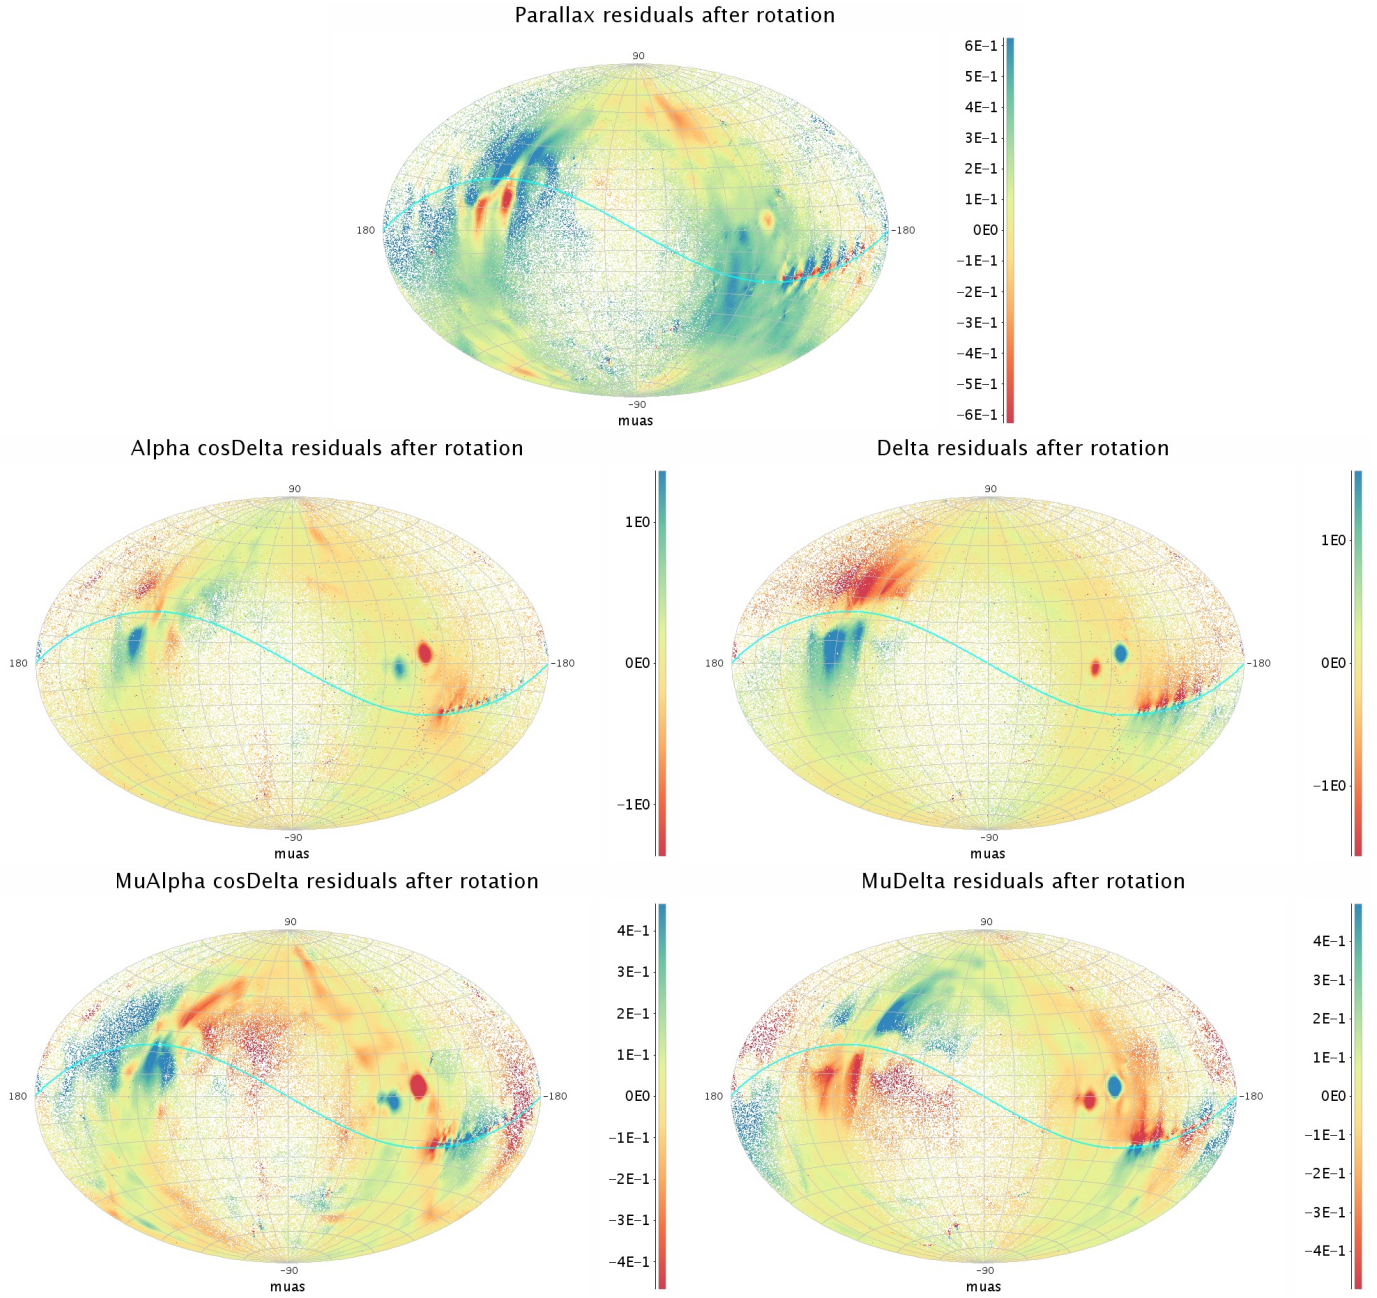 Parallax residuals after rotation
90
180
−180
−90
muas
6E−1
5E−1
4E−1
3E−1
2E−1
1E−1
0E0
−1E−1
−2E−1
−3E−1
−4E−1
−5E−1
−6E−1
Alpha cosDelta residuals after rotation
90
180
−180
−90
muas
1E0
0E0
−1E0
Delta residuals after rotation
90
180
−180
−90
muas
1E0
0E0
−1E0
MuAlpha cosDelta residuals after rotation
90
180
−180
−90
muas
4E−1
3E−1
2E−1
1E−1
0E0
−1E−1
−2E−1
−3E−1
−4E−1
MuDelta residuals after rotation
90
180
−180
−90
muas
4E−1
3E−1
2E−1
1E−1
0E0
−1E−1
−2E−1
−3E−1
−4E−1